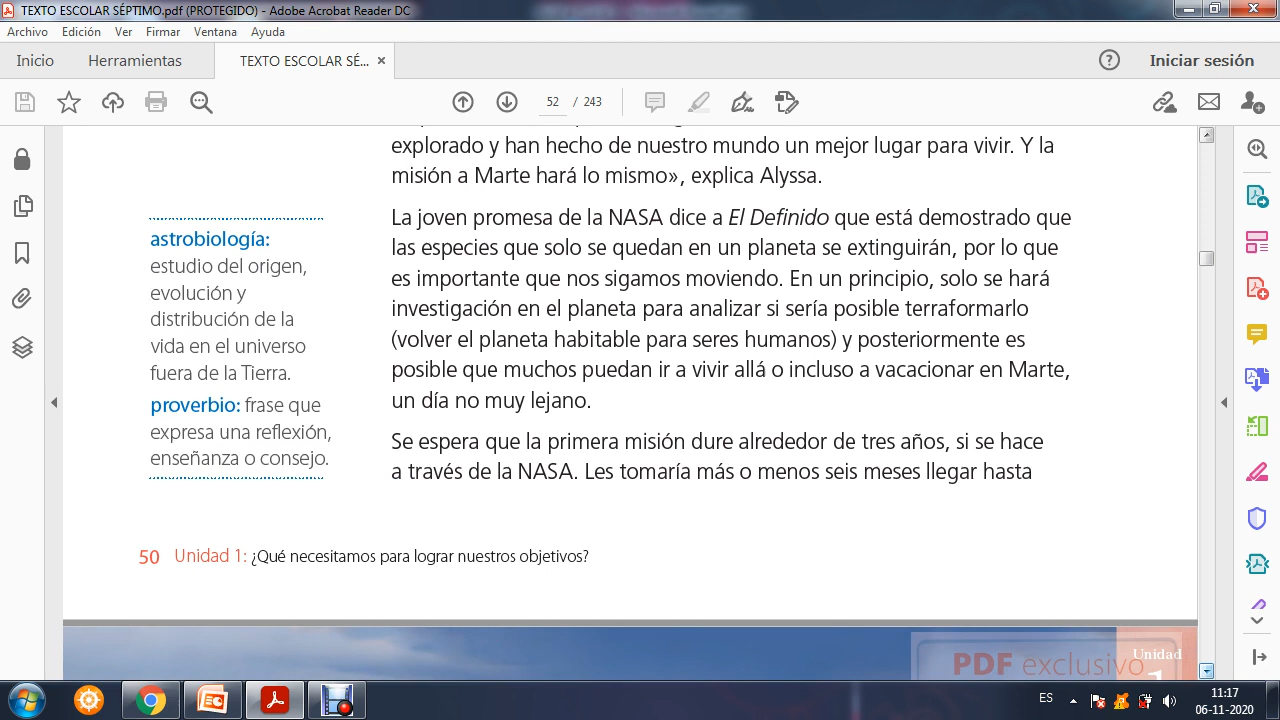 TEXTO ESCOLAR SÉPTIMO.pdf (PROTEGIDO) - Adobe Acrobat Reader DC
Archivo Edición Ver Firmar Ventana Ayuda
Inicio Herramientas TEXTO ESCOLAR SÉ... × Iniciar sesión
52 / 243
explorado y han hecho de nuestro mundo un mejor lugar para vivir. Y la
misión a Marte hará lo mismo», explica Alyssa.
La joven promesa de la NASA dice a El Definido que está demostrado que
las especies que solo se quedan en un planeta se extinguirán, por lo que
es importante que nos sigamos moviendo. En un principio, solo se hará
investigación en el planeta para analizar si sería posible terraformarlo
(volver el planeta habitable para seres humanos) y posteriormente es
posible que muchos puedan ir a vivir allá o incluso a vacacionar en Marte,
un día no muy lejano.
Se espera que la primera misión dure alrededor de tres años, si se hace
a través de la NASA. Les tomaría más o menos seis meses llegar hasta
astrobiología:
estudio del origen,
evolución y
distribución de la
vida en el universo
fuera de la Tierra.
proverbio: frase que
expresa una reflexión,
enseñanza o consejo.
50 Unidad 1: ¿Qué necesitamos para lograr nuestros objetivos?
PDF exclusivo
Unidad
1
ES 11:17
06-11-2020